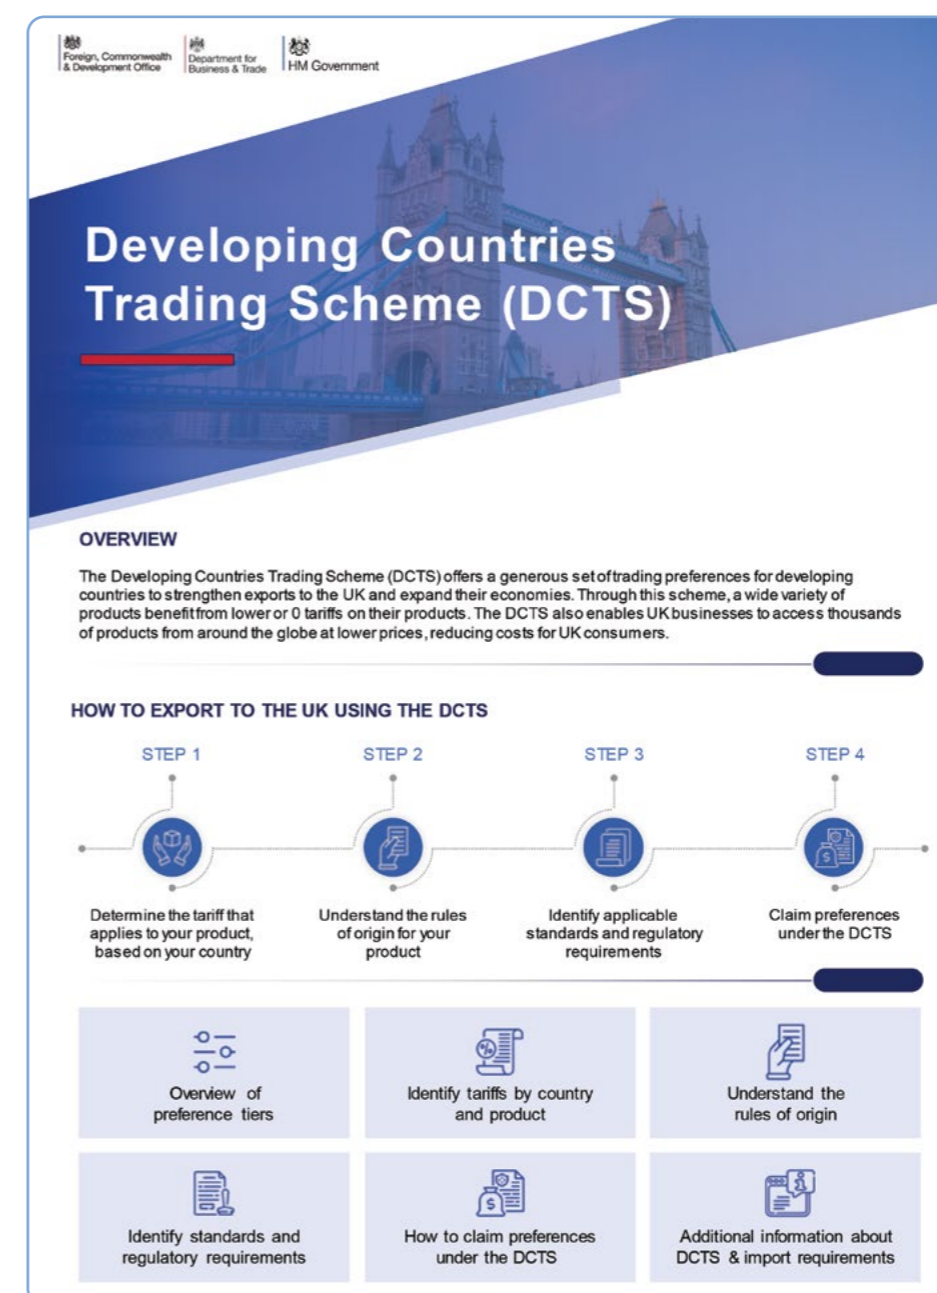 Foreign, Commonwealth
& Development Office
Department for
Business & Trade
HM Government
Developing Countries
Trading Scheme (DCTS)
OVERVIEW
The Developing Countries Trading Scheme (DCTS) offers a generous set of trading preferences for developing
countries to strengthen exports to the UK and expand their economies. Through this scheme, a wide variety of
products benefit from lower or 0 tariffs on their products. The DCTS also enables UK businesses to access thousands
of products from around the globe at lower prices, reducing costs for UK consumers.
HOW TO EXPORT TO THE UK USING THE DCTS
STEP 1
STEP 2
STEP 3
STEP 4
Determine the tariff that
applies to your product,
based on your country
Understand the rules
of origin for your
product
Identify applicable
standards and regulatory
requirements
Claim preferences
under the DCTS
Overview of
preference tiers
Identify tariffs by country
and product
Understand the
rules of origin
Identify standards and
regulatory requirements
How to claim preferences
under the DCTS
Additional information about
DCTS & import requirements